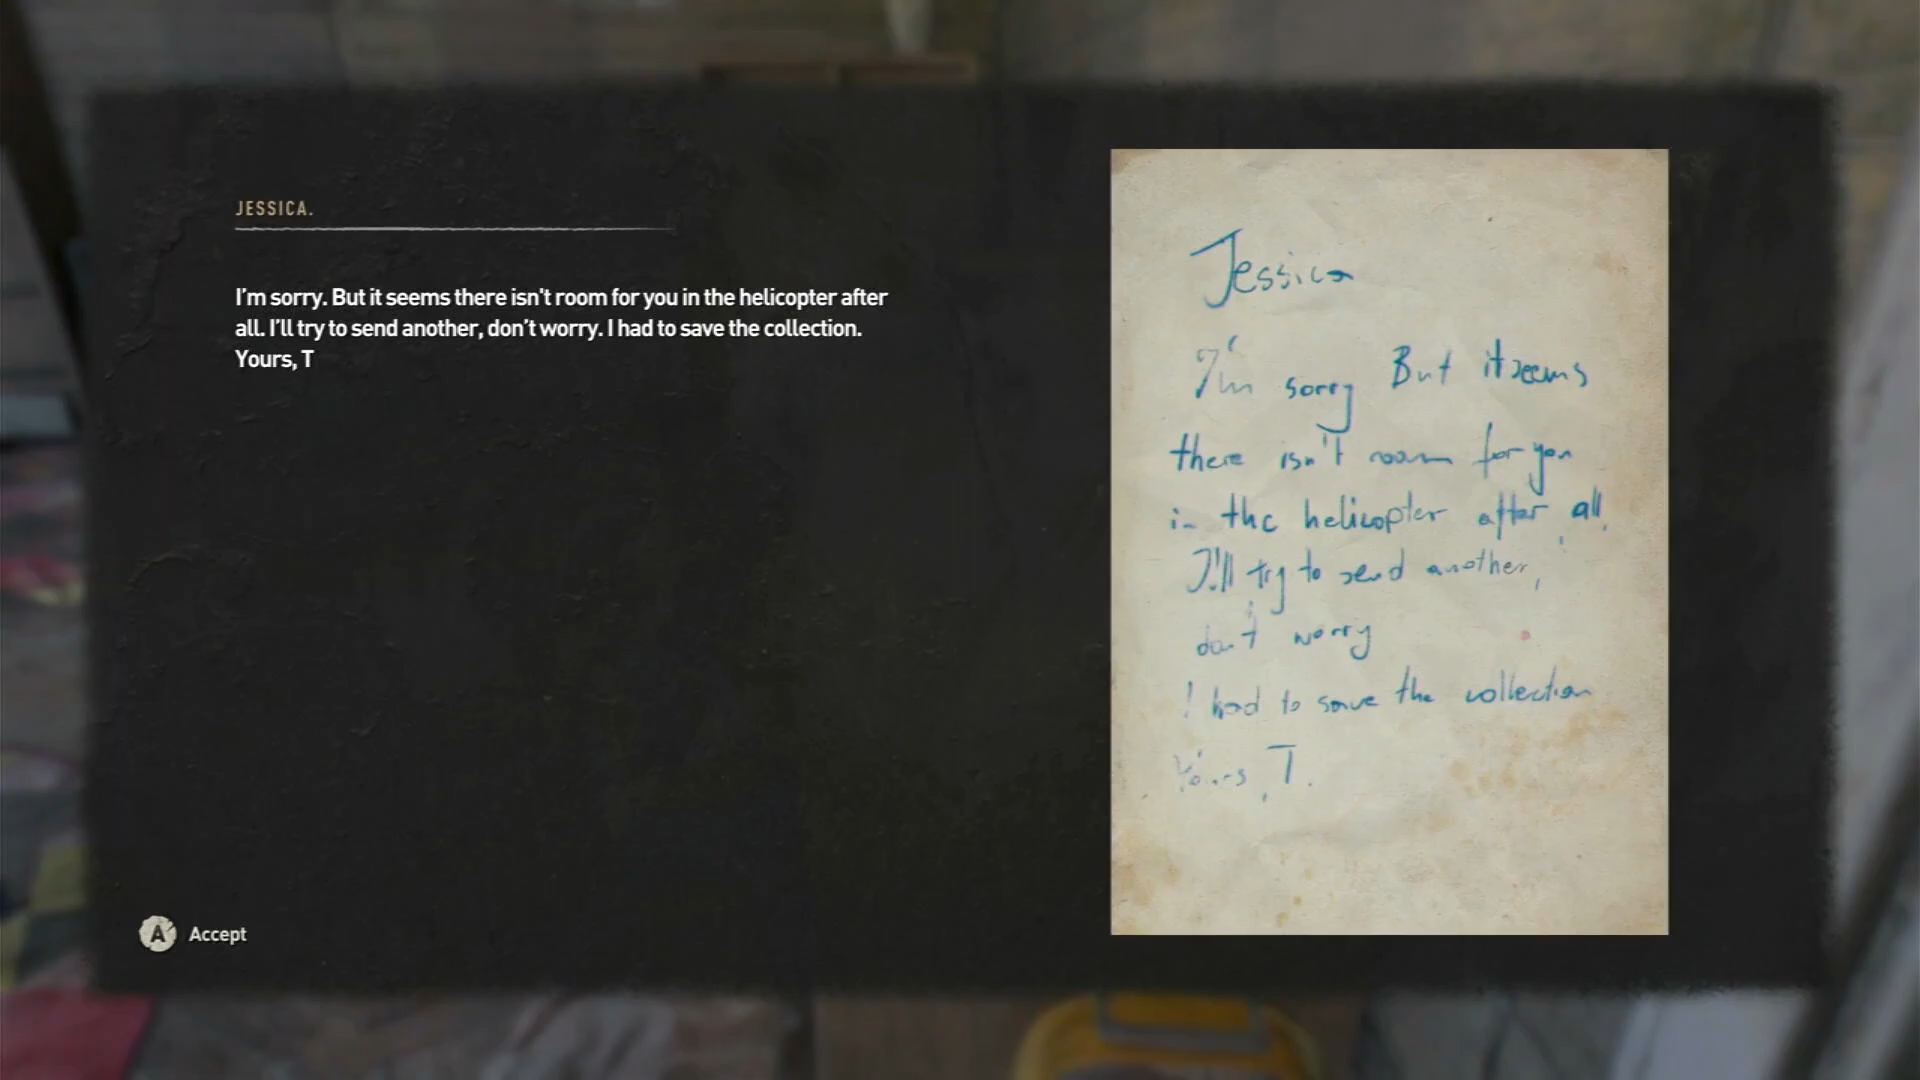 JESSICA.
I'm sorry. But it seems there isn't room for you in the helicopter after
all. I'll try to send another, don't worry. I had to save the collection.
Yours, T
A Accept
Jessica
I'm sorry But it seems
there isn't room for you
in the helicopter after all.
I'll try to send another,
don't worry
I had to save the collection
Yours, T.